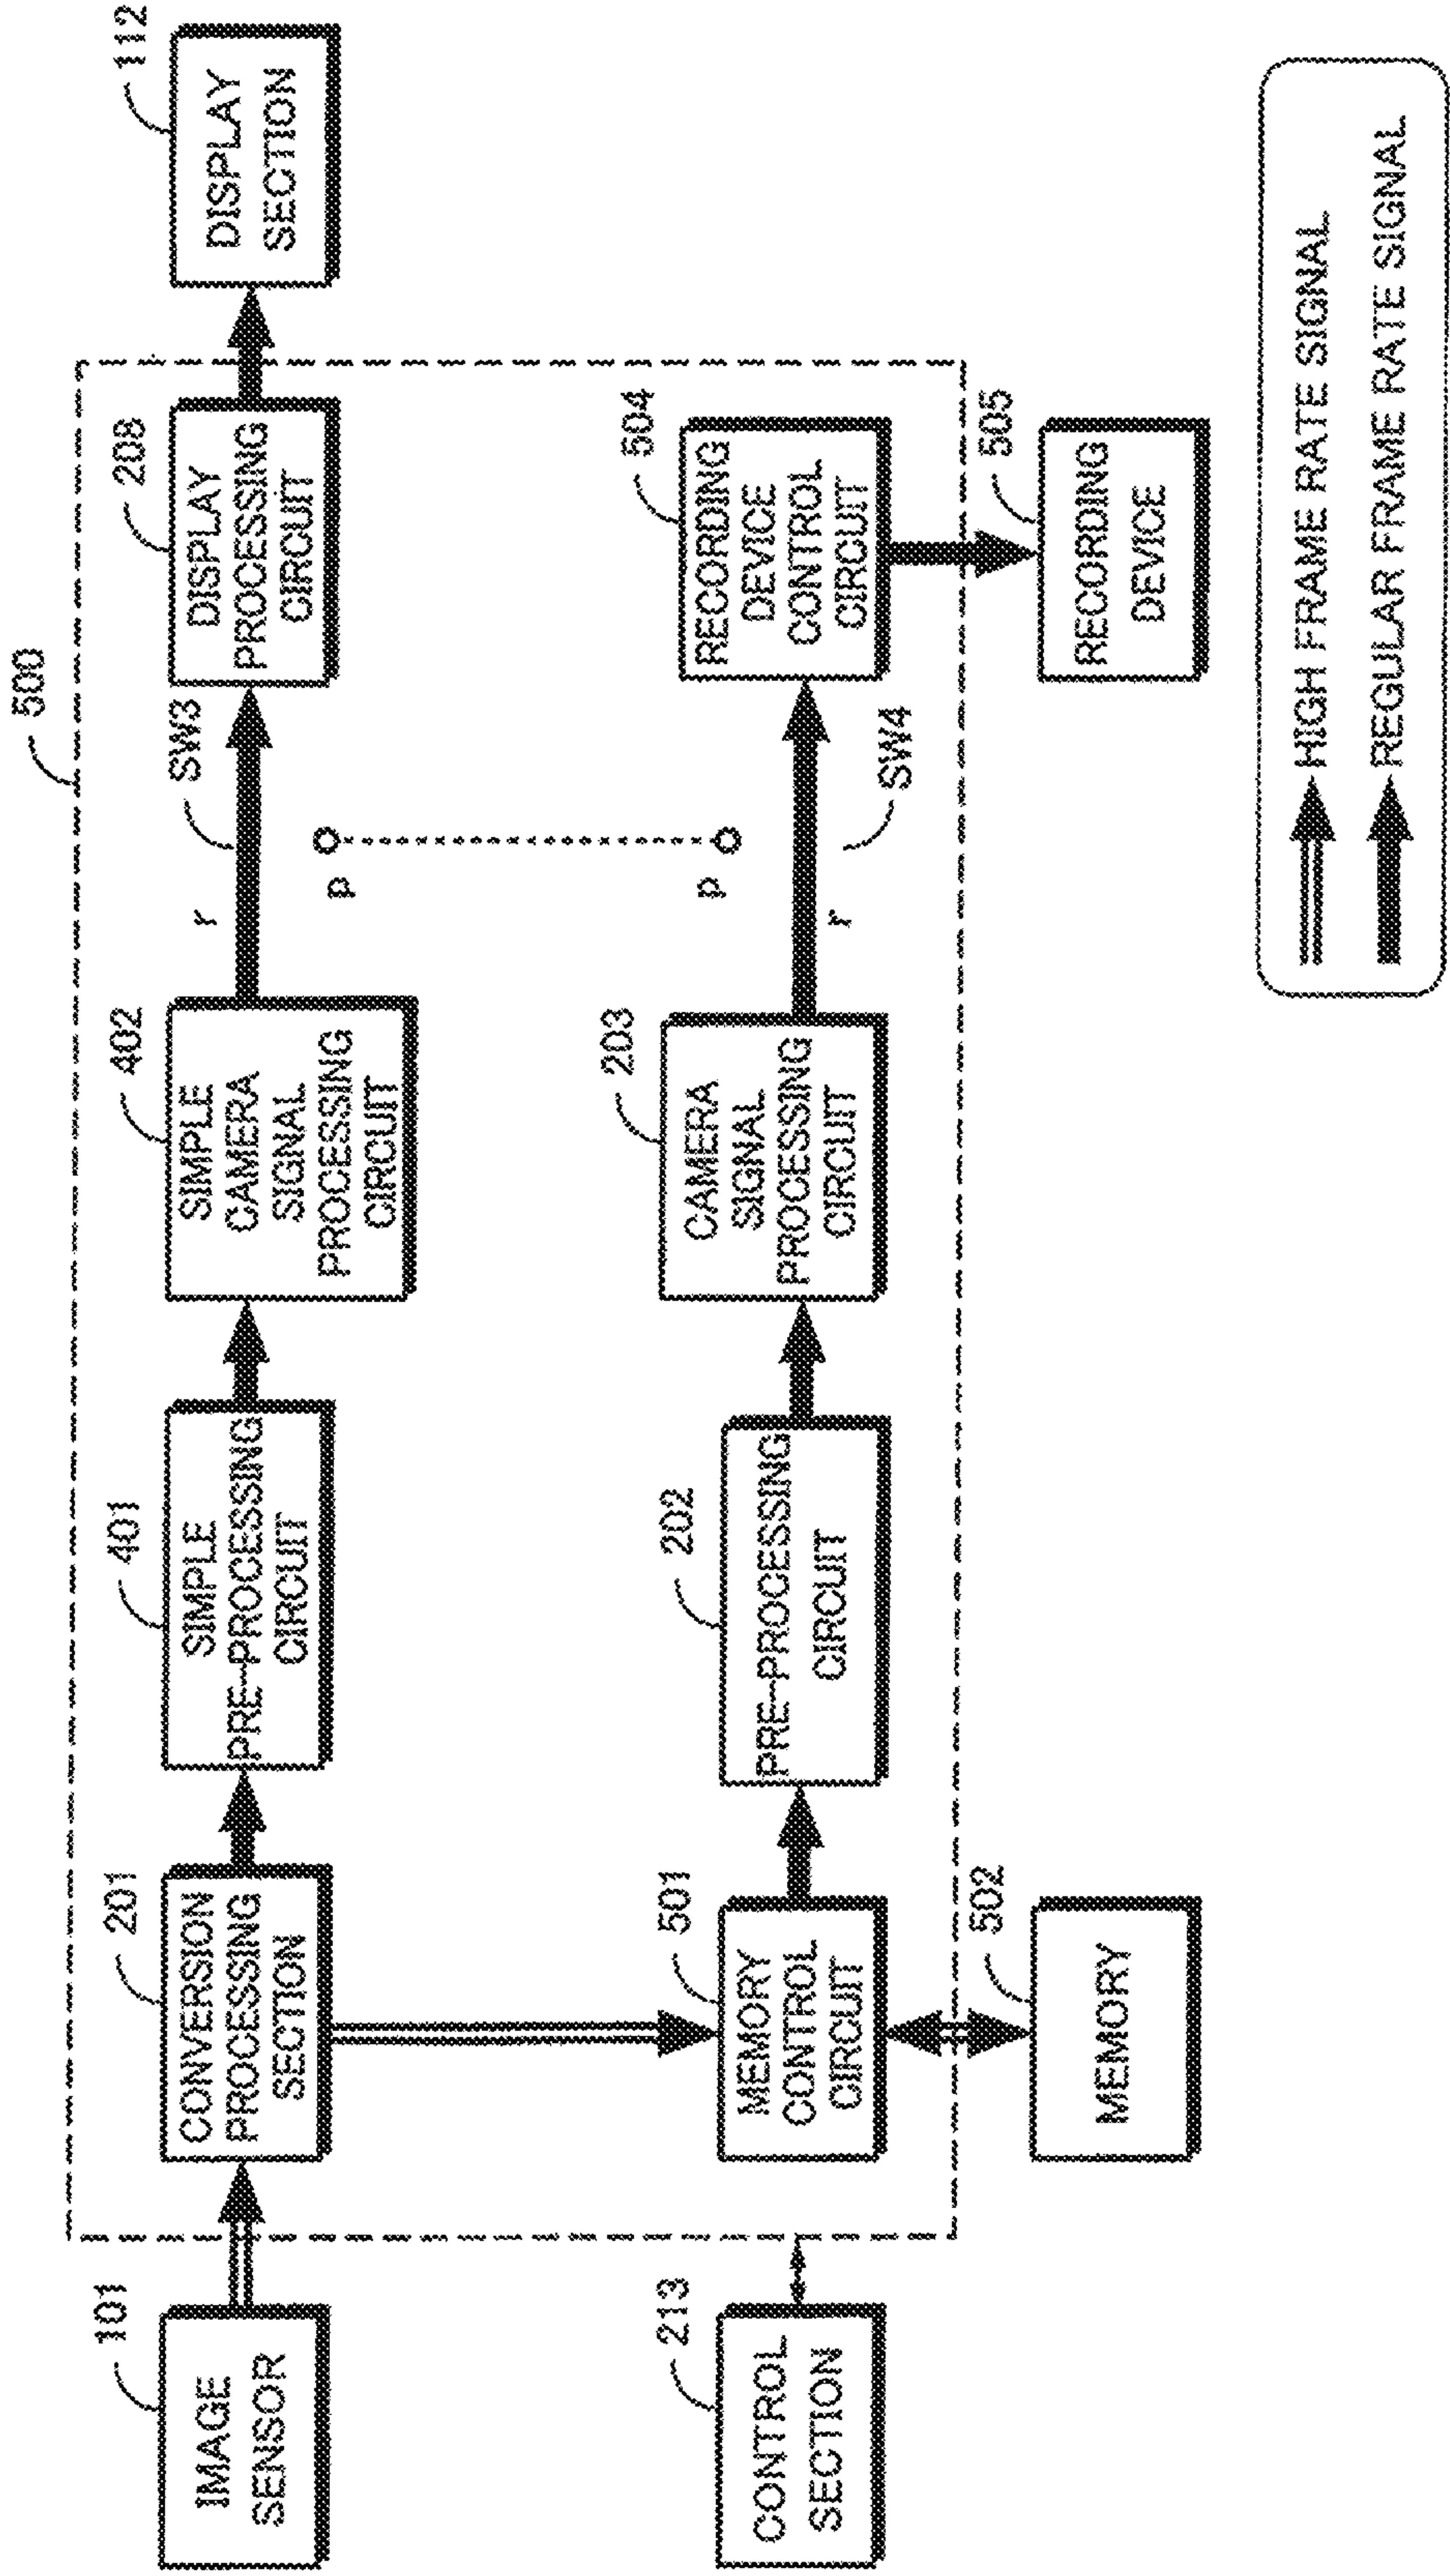 500
101
IMAGE
SENSOR
201
CONVERSION
PROCESSING
SECTION
401
SIMPLE
PRE-PROCESSING
CIRCUIT
402
SIMPLE
CAMERA
SIGNAL
PROCESSING
CIRCUIT
r
SW3
p
208
DISPLAY
PROCESSING
CIRCUIT
112
DISPLAY
SECTION
213
CONTROL
SECTION
501
MEMORY
CONTROL
CIRCUIT
202
PRE-PROCESSING
CIRCUIT
203
CAMERA
SIGNAL
PROCESSING
CIRCUIT
p
r
SW4
504
RECORDING
DEVICE
CONTROL
CIRCUIT
502
MEMORY
505
RECORDING
DEVICE
HIGH FRAME RATE SIGNAL
REGULAR FRAME RATE SIGNAL